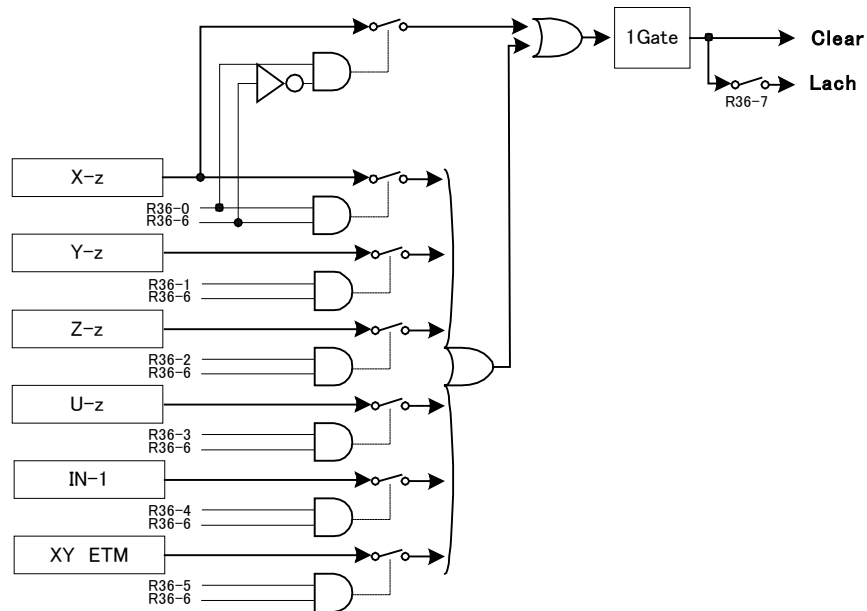 1Gate
Clear
Lach
R36-7
X-z
R36-0
R36-6
Y-z
R36-1
R36-6
Z-z
R36-2
R36-6
U-z
R36-3
R36-6
IN-1
R36-4
R36-6
XY ETM
R36-5
R36-6